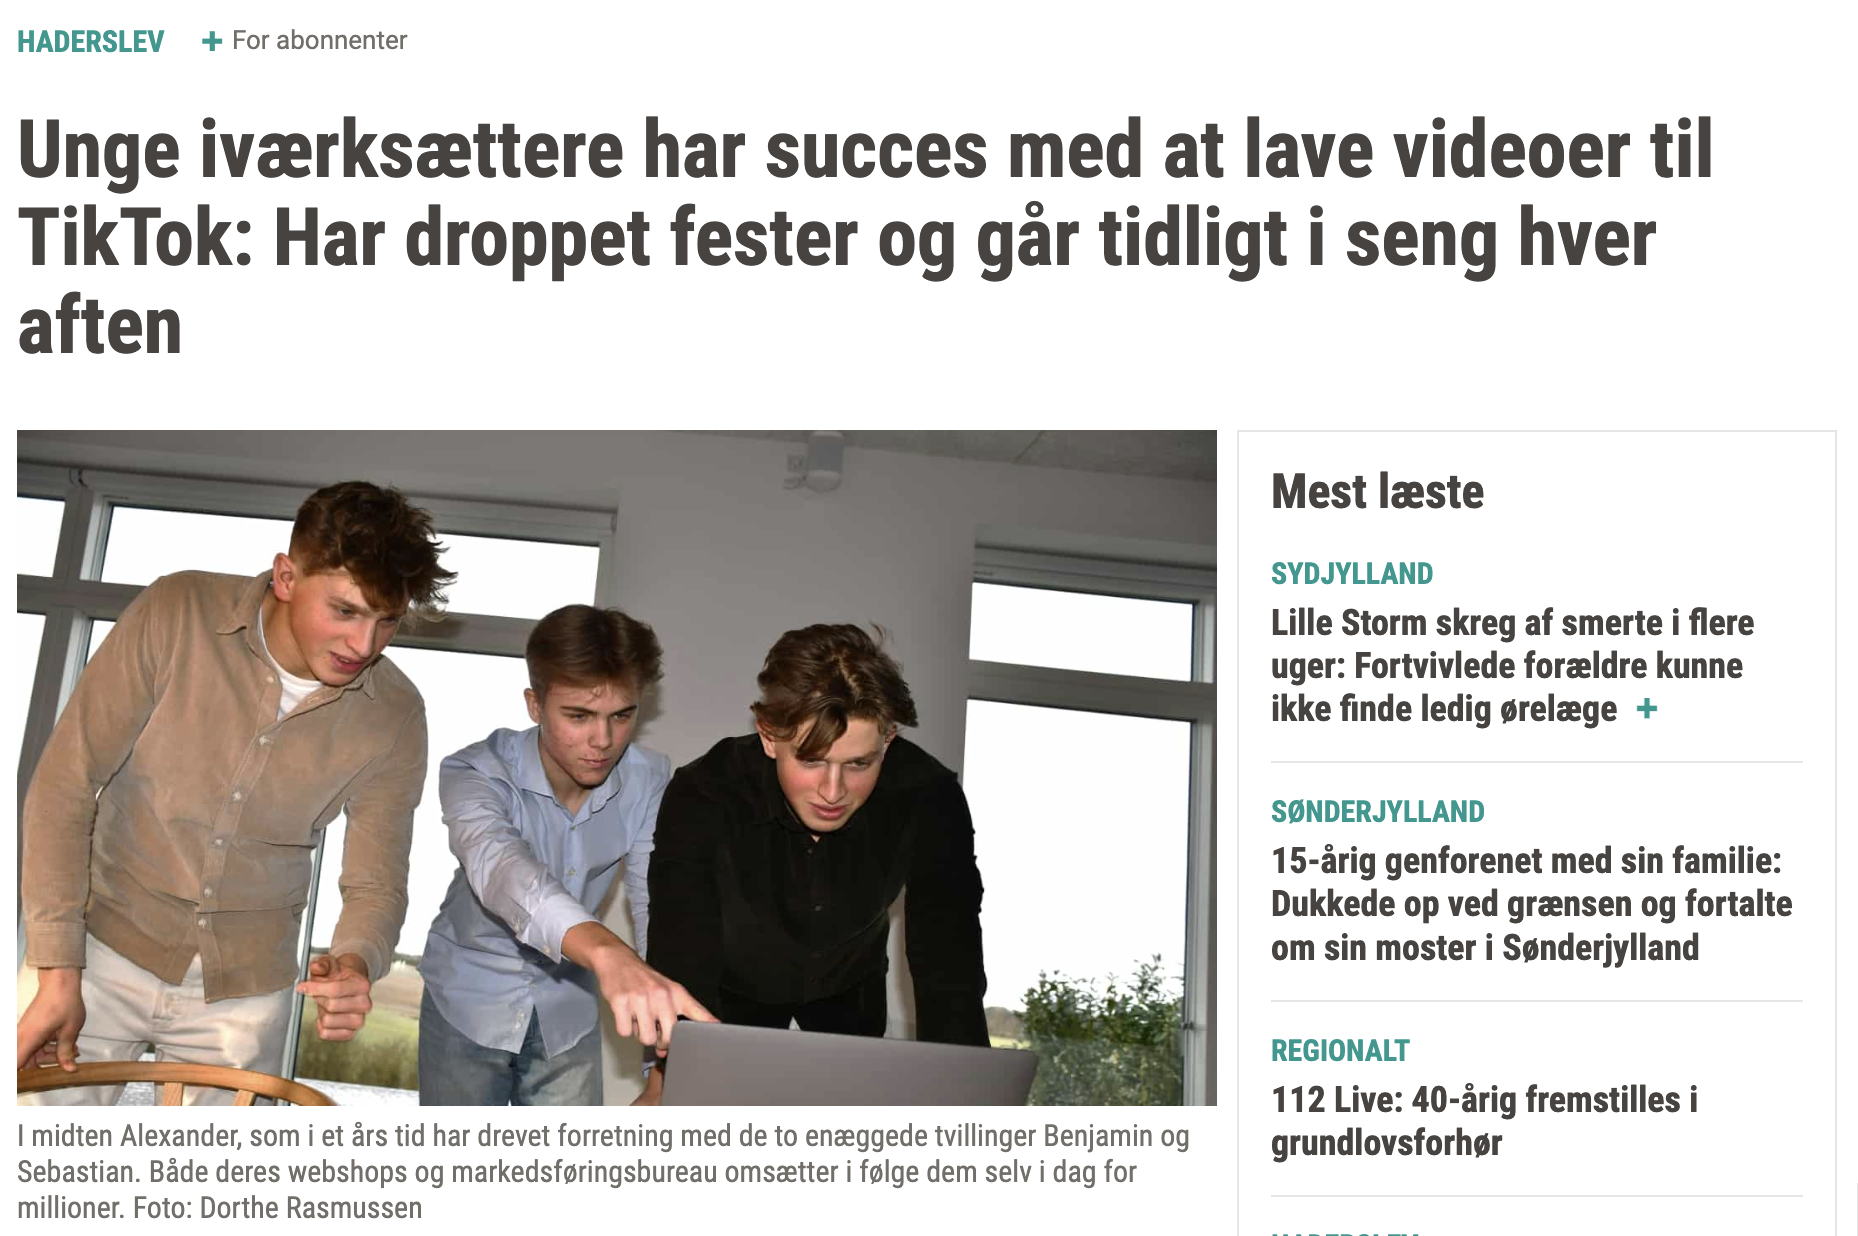 HADERSLEV + For abonnenter
Unge iværksættere har succes med at lave videoer til
TikTok: Har droppet fester og går tidligt i seng hver
aften
I midten Alexander, som i et års tid har drevet forretning med de to enæggede tvillinger Benjamin og
Sebastian. Både deres webshops og markedsføringsbureau omsætter i følge dem selv i dag for
millioner. Foto: Dorthe Rasmussen
Mest læste
SYDJYLLAND
Lille Storm skreg af smerte i flere
uger: Fortvivlede forældre kunne
ikke finde ledig ørelæge +
SØNDERJYLLAND
15-årig genforenet med sin familie:
Dukkede op ved grænsen og fortalte
om sin moster i Sønderjylland
REGIONALT
112 Live: 40-årig fremstilles i
grundlovsforhør